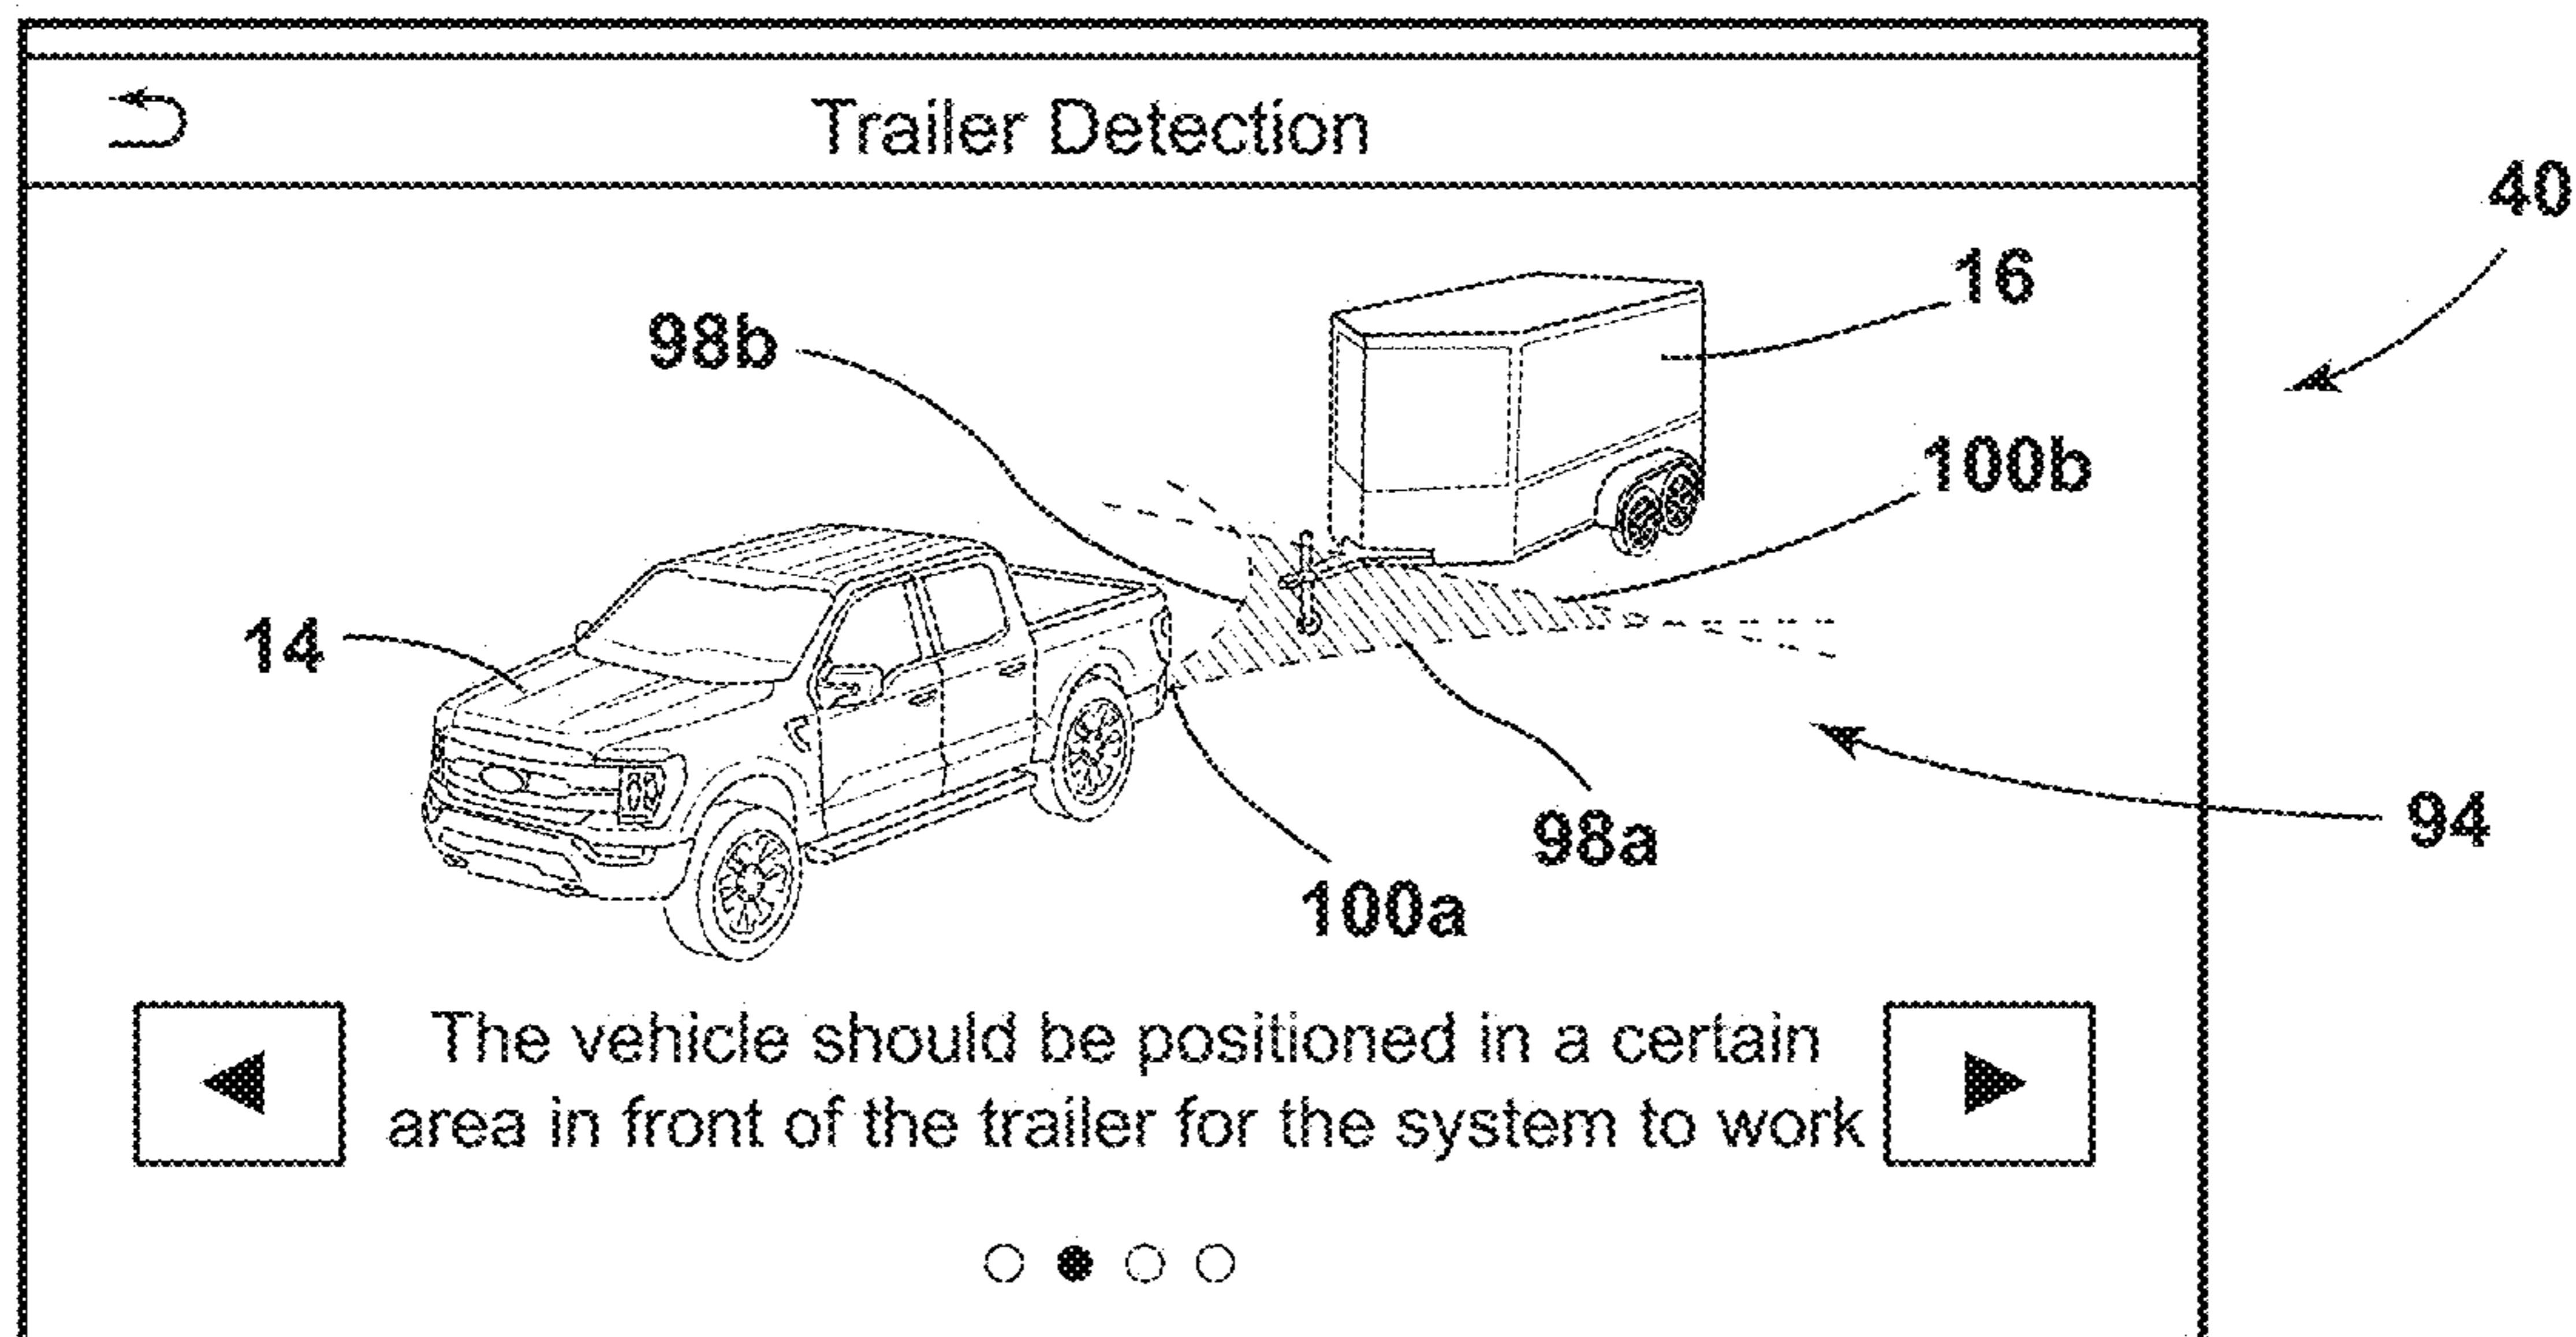 Trailer Detection
40
16
98b
100b
14
98a
94
100a
The vehicle should be positioned in a certain
area in front of the trailer for the system to work